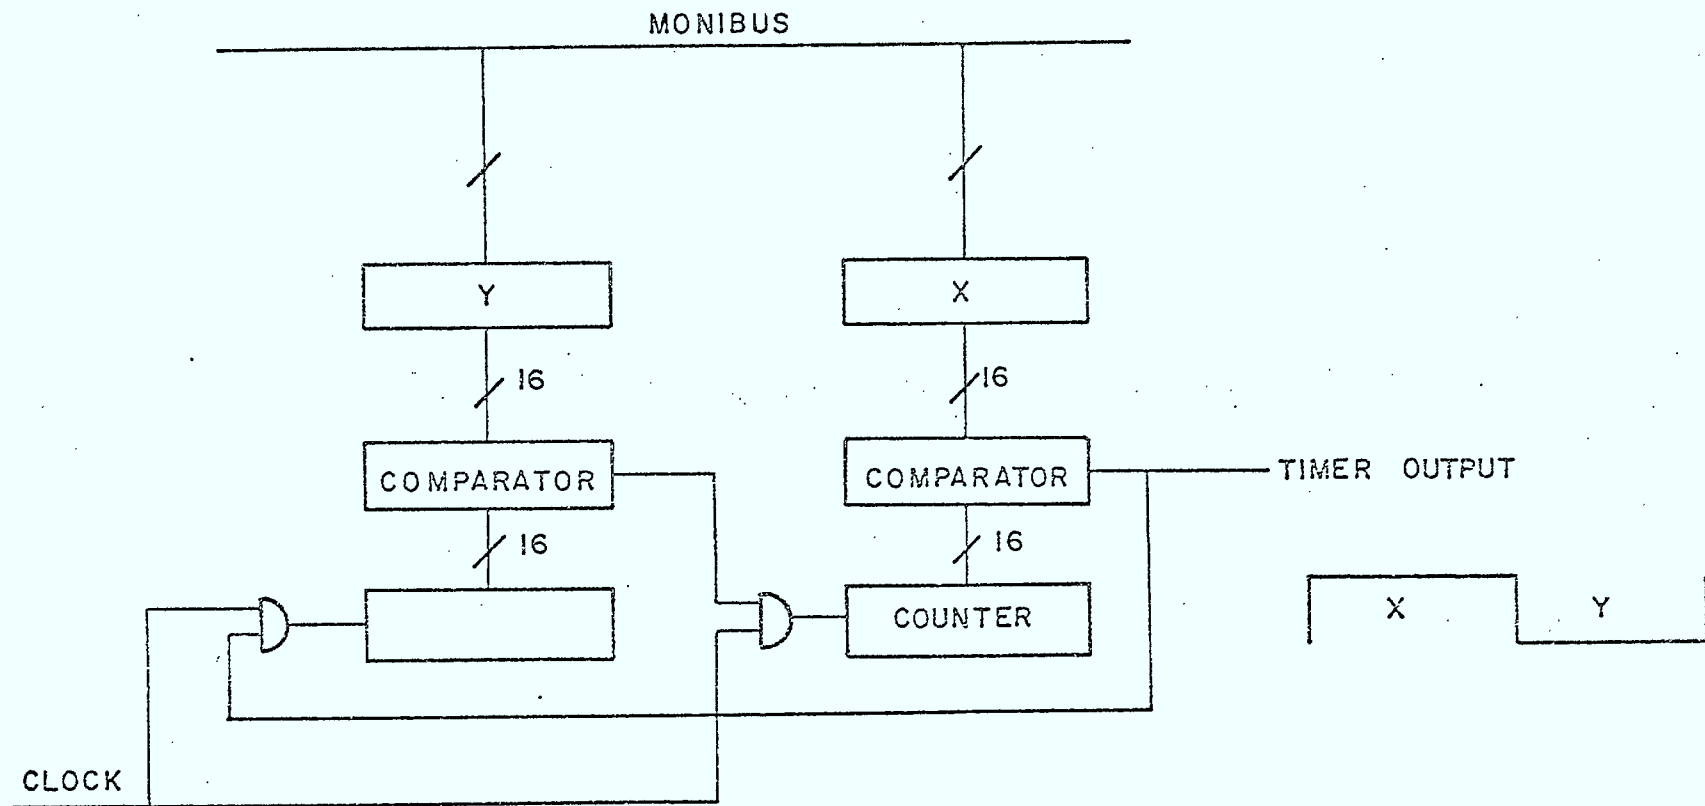 MONIBUS
Y
X
16
16
COMPARATOR
COMPARATOR
TIMER OUTPUT
16
16
COUNTER
X
Y
CLOCK